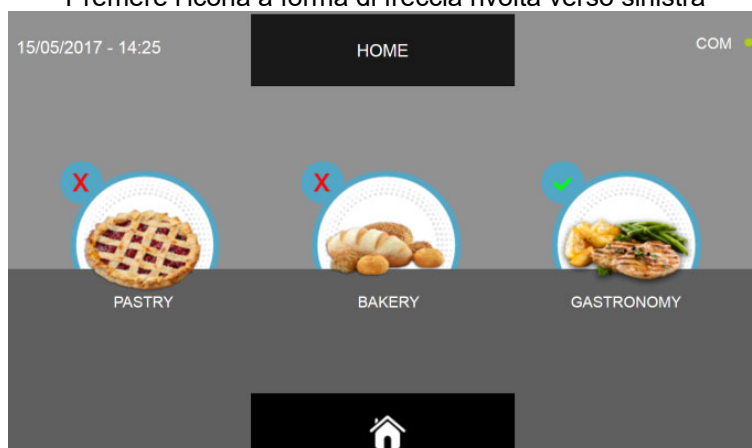 Premere l'icona a forma di freccia rivolta verso sinistra
15/05/2017 - 14:25
HOME
COM
X
X
PASTRY
BAKERY
GASTRONOMY